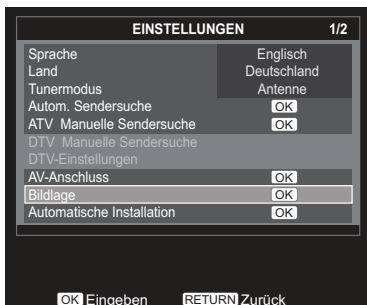 EINSTELLUNGEN 1/2
Sprache Englisch
Land Deutschland
Tunermodus Antenne
Autom. Sendersuche OK
ATV Manuelle Sendersuche OK
DTV Manuelle Sendersuche
DTV-Einstellungen
AV-Anschluss OK
Bildlage OK
Automatische Installation OK
OK Eingeben RETURN Zurück